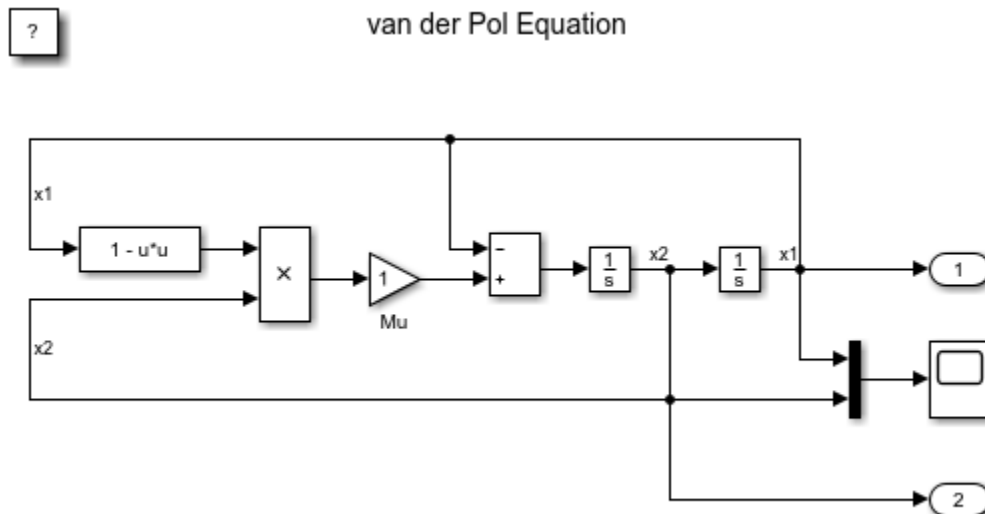 ?
van der Pol Equation
x1
1 - u*u
×
1
Mu
−
+
1
s
x2
1
s
x1
1
x2
2